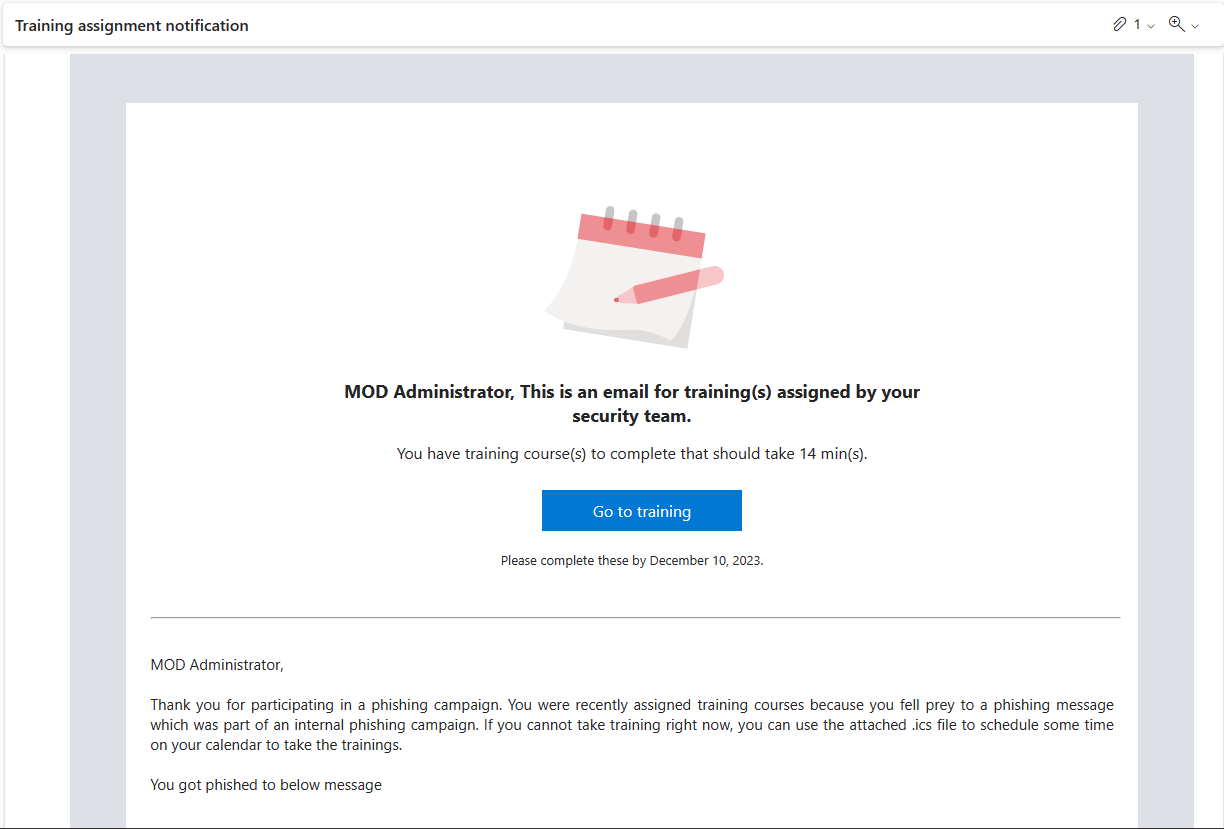 Training assignment notification
1
MOD Administrator, This is an email for training(s) assigned by your
security team.
You have training course(s) to complete that should take 14 min(s).
Go to training
Please complete these by December 10, 2023.
MOD Administrator,
Thank you for participating in a phishing campaign. You were recently assigned training courses because you fell prey to a phishing message
which was part of an internal phishing campaign. If you cannot take training right now, you can use the attached .ics file to schedule some time
on your calendar to take the trainings.
You got phished to below message